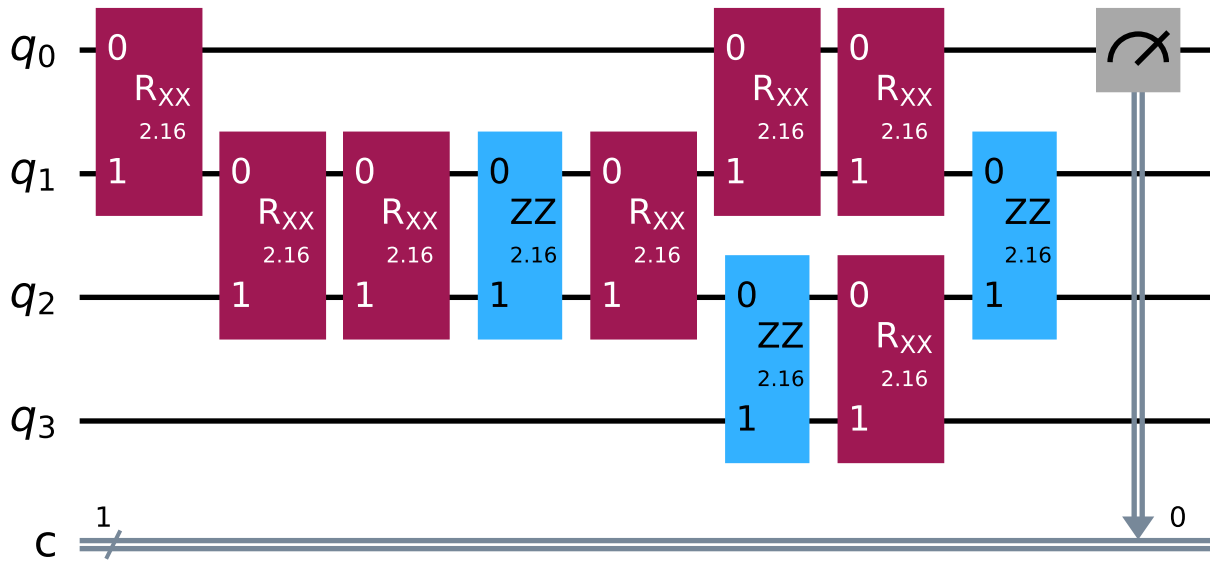 q0 0 0 0
RXX RXX RXX
2.16 2.16 2.16
q1 1 0 0 0 0 1 1 0
RXX RXX ZZ RXX ZZ
2.16 2.16 2.16 2.16 2.16
q2 1 1 1 1 0 0 1
ZZ RXX
2.16 2.16
q3 1 1
1 0
c